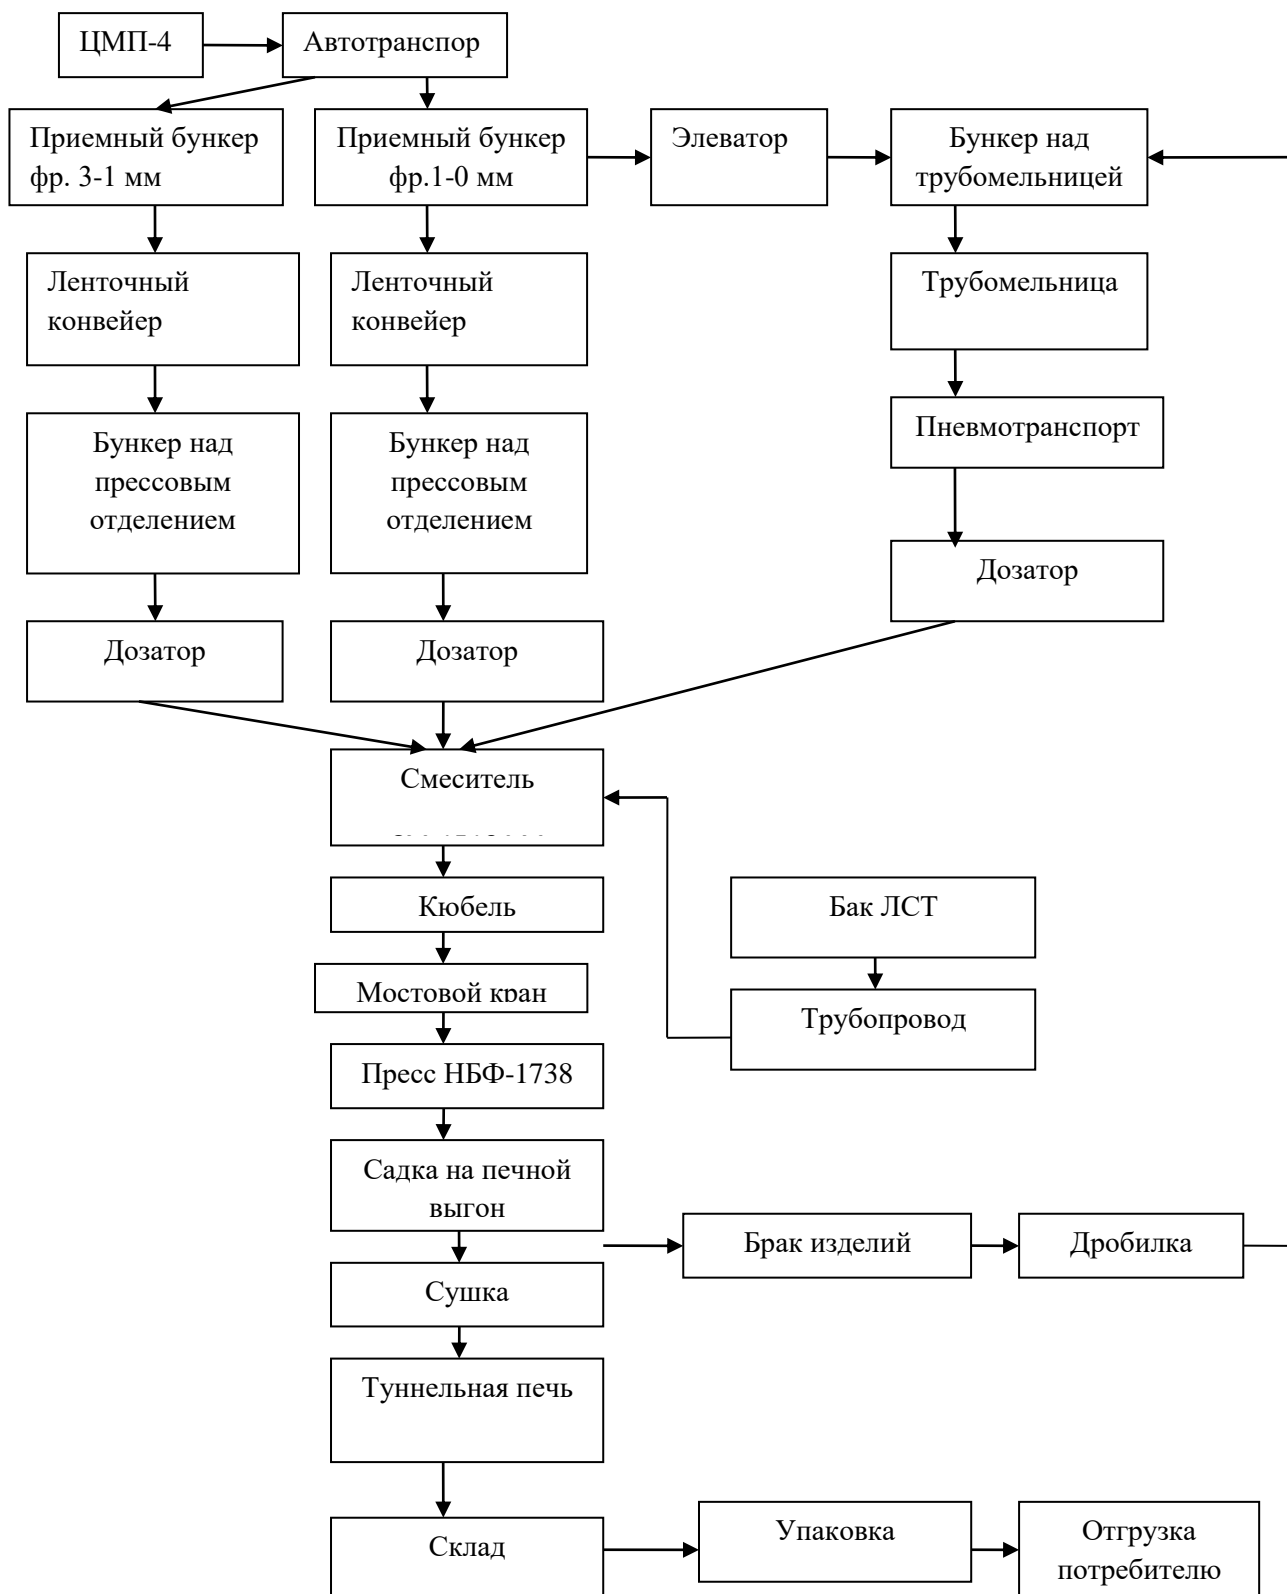 ЦМП-4
Автотранспор
Приемный бункер
фр. 3-1 мм
Приемный бункер
фр.1-0 мм
Элеватор
Бункер над
трубомельницей
Ленточный
конвейер
Ленточный
конвейер
Трубомельница
Бункер над
прессовым
отделением
Бункер над
прессовым
отделением
Пневмотранспорт
Дозатор
Дозатор
Дозатор
Смеситель
Кюбель
Бак ЛСТ
Мостовой кран
Трубопровод
Пресс НБФ-1738
Садка на печной
выгон
Брак изделий
Дробилка
Сушка
Туннельная печь
Склад
Упаковка
Отгрузка
потребителю